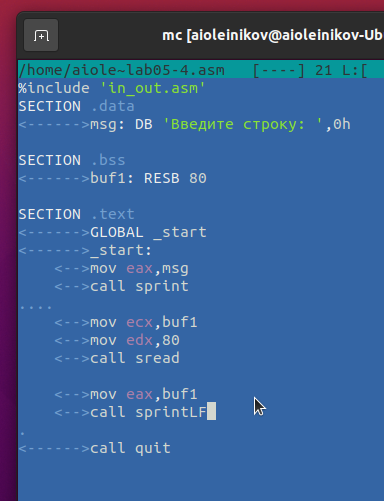 mc [aioleinikov@aioleinikov-Ub
/home/aiole~lab05-4.asm   [----] 21 L:[
%include 'in_out.asm'
SECTION .data
<------>msg: DB 'Введите строку: ',0h
SECTION .bss
<------>buf1: RESB 80
SECTION .text
<------>GLOBAL _start
<------>_start:
    <-->mov eax,msg
    <-->call sprint
....
    <-->mov ecx,buf1
    <-->mov edx,80
    <-->call sread
    <-->mov eax,buf1
    <-->call sprintLF
.
<------>call quit